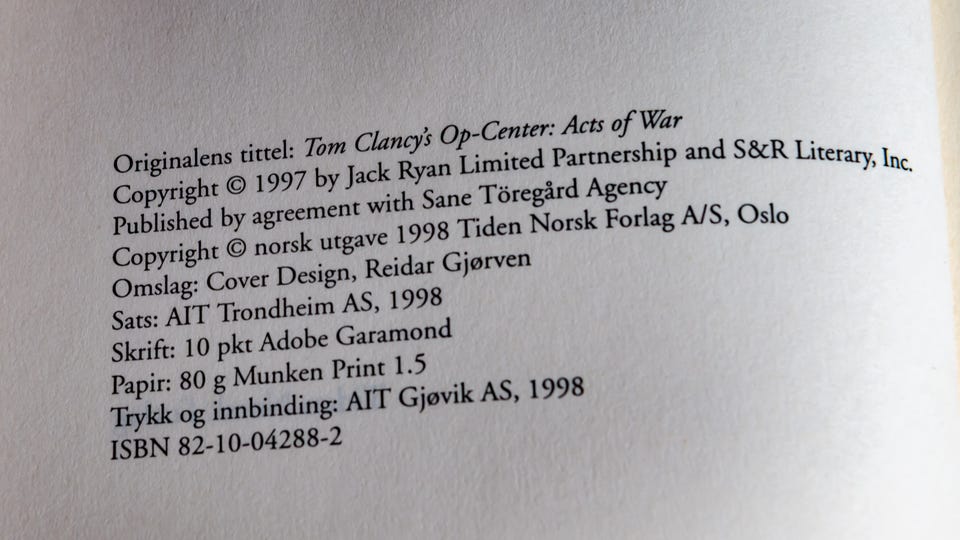 Originalens tittel: Tom Clancy's Op-Center: Acts of War
Copyright © 1997 by Jack Ryan Limited Partnership and S&R Literary, Inc.
Published by agreement with Sane Töregård Agency
Copyright © norsk utgave 1998 Tiden Norsk Forlag A/S, Oslo
Omslag: Cover Design, Reidar Gjørven
Sats: AIT Trondheim AS, 1998
Skrift: 10 pkt Adobe Garamond
Papir: 80 g Munken Print 1.5
Trykk og innbinding: AIT Gjøvik AS, 1998
ISBN 82-10-04288-2